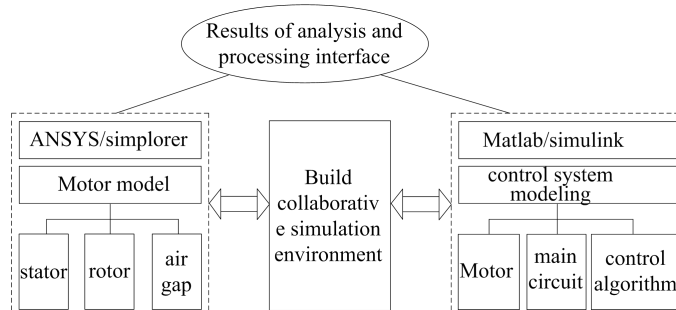 Results of analysis and
processing interface
ANSYS/simplorer
Motor model
stator
rotor
air
gap
Build
collaborativ
e simulation
environment
Matlab/simulink
control system
modeling
Motor
main
circuit
control
algorithm